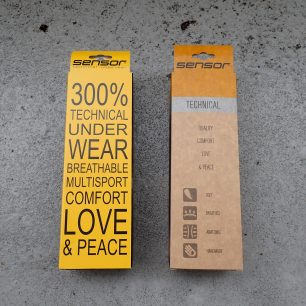 sensor
300%
TECHNICAL
UNDER
WEAR
BREATHABLE
MULTISPORT
COMFORT
LOVE
& PEACE
sensor
TECHNICAL
QUALITY
COMFORT
LOVE
& PEACE